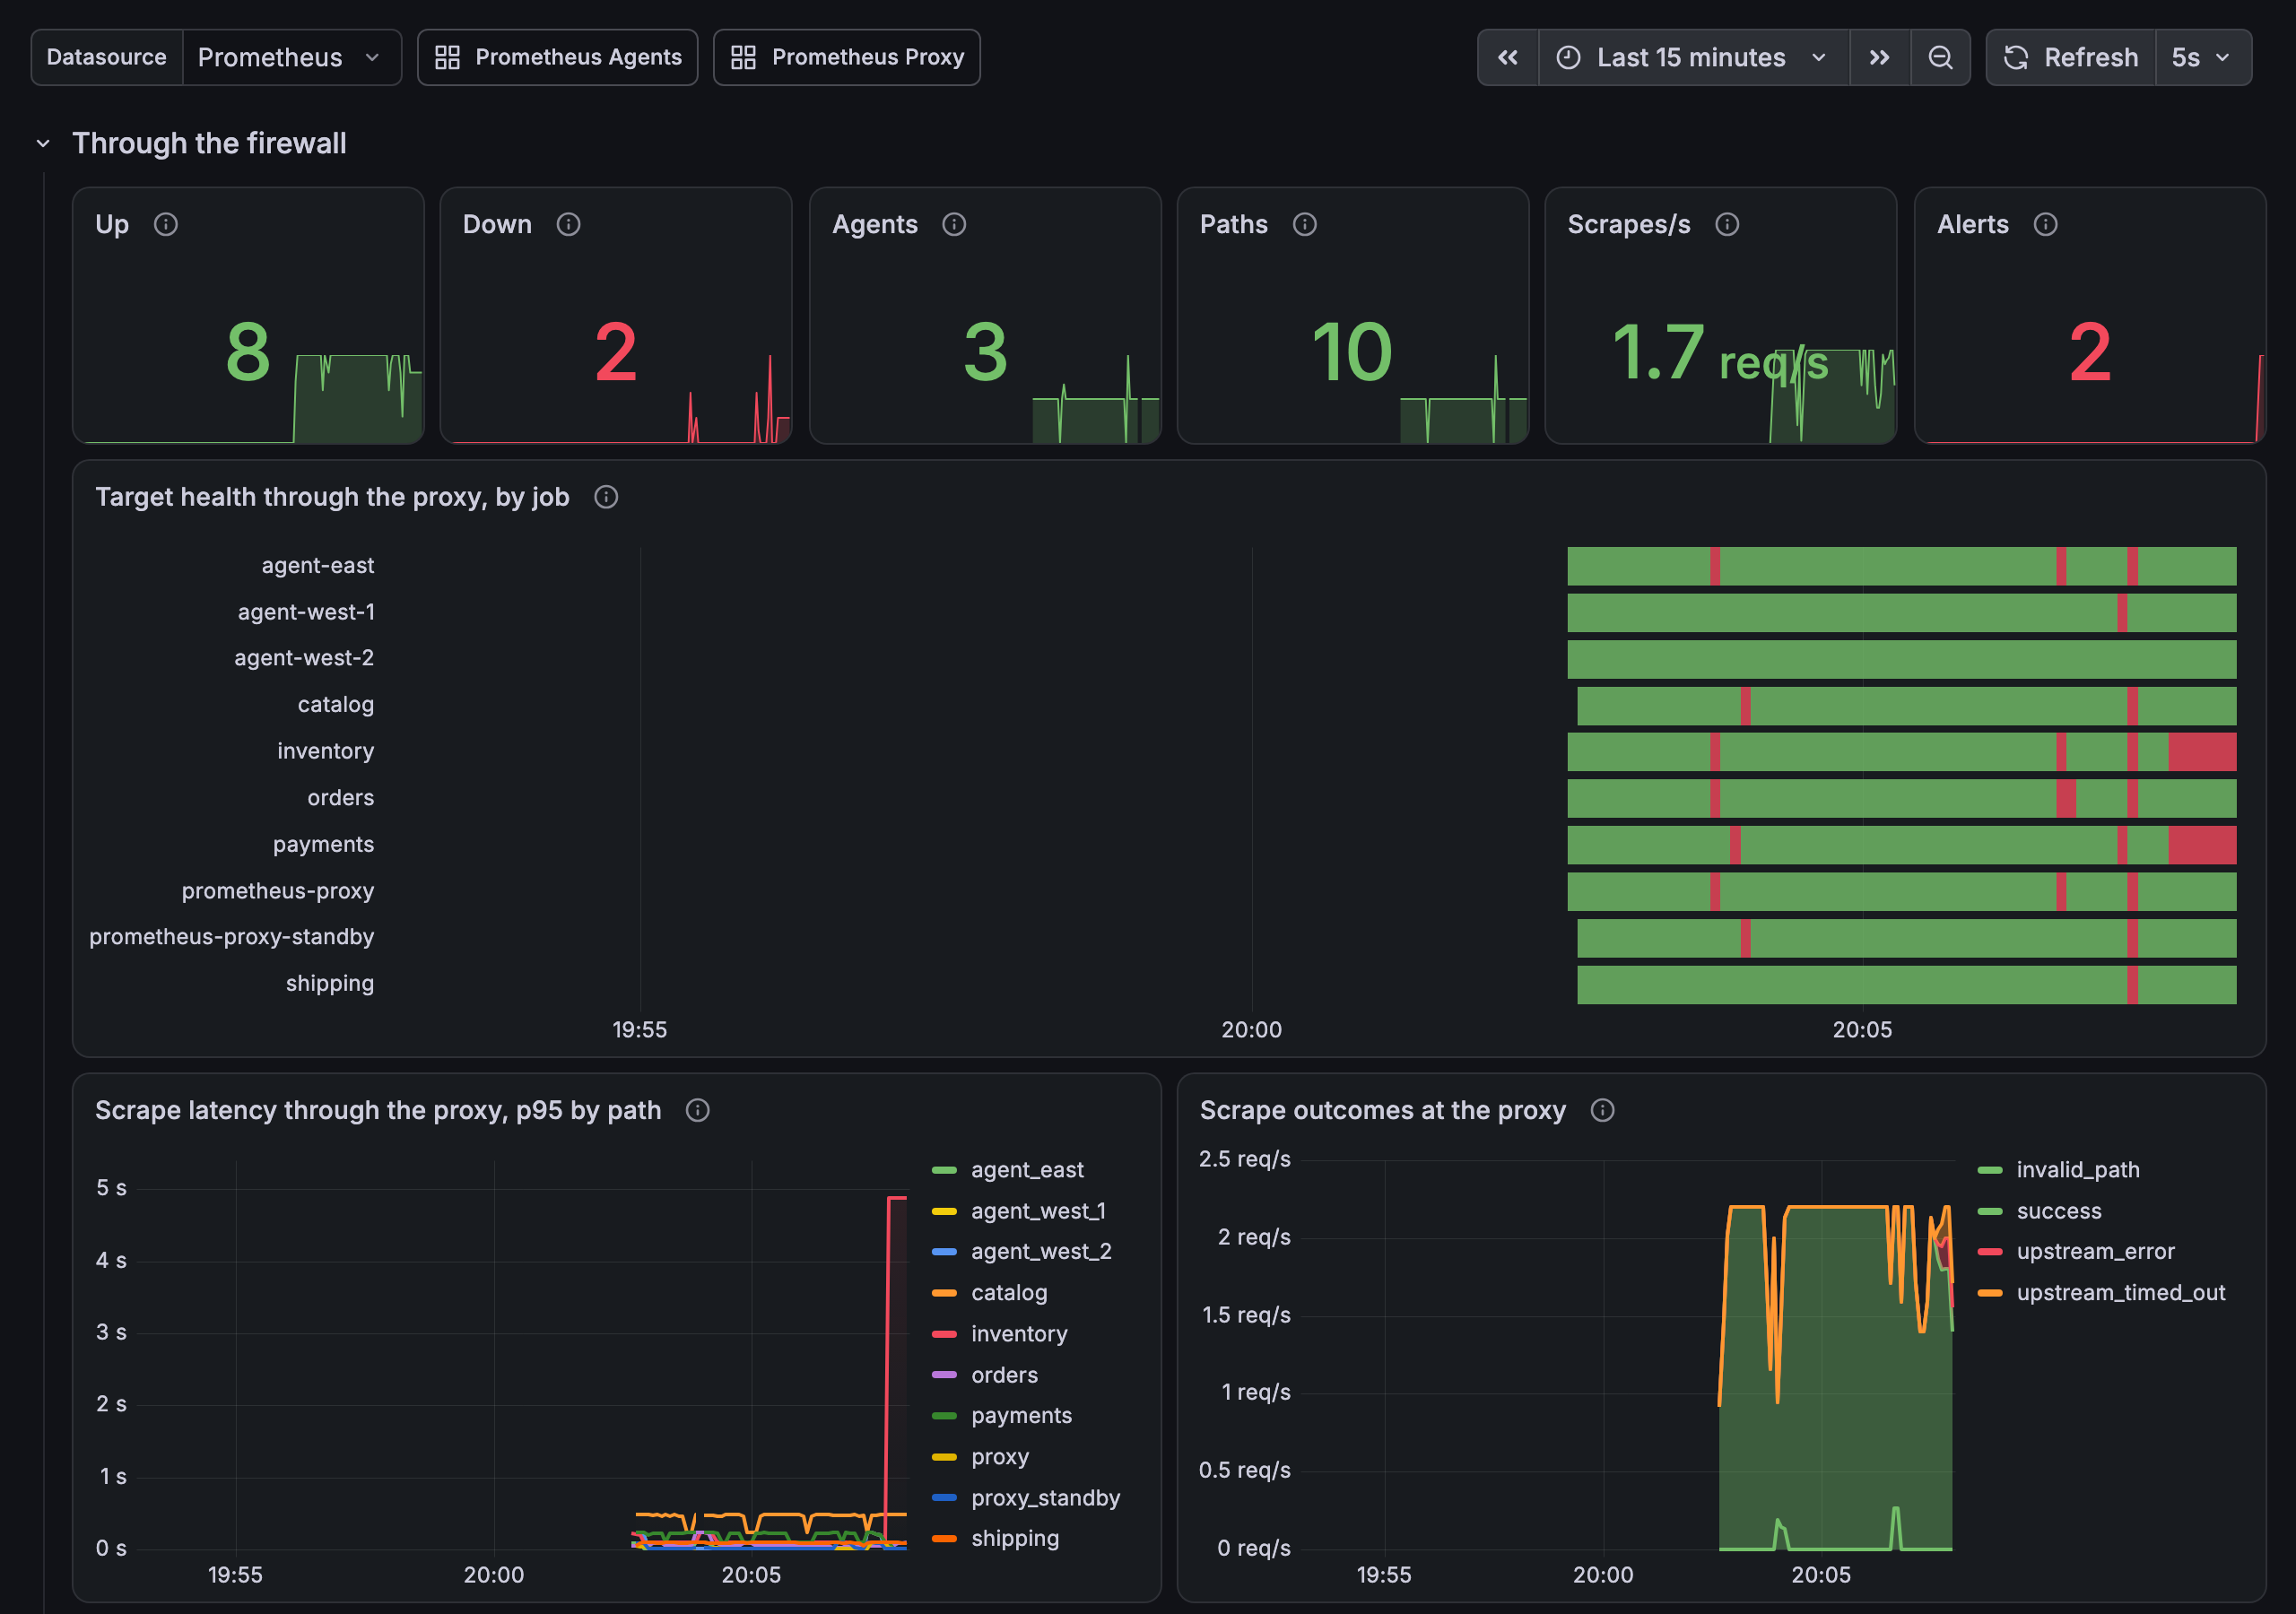 Datasource Prometheus Prometheus Agents Prometheus Proxy Last 15 minutes Refresh 5s
Through the firewall
Up Down Agents Paths Scrapes/s Alerts
8 2 3 10 1.7 req/s 2
Target health through the proxy, by job
agent-east
agent-west-1
agent-west-2
catalog
inventory
orders
payments
prometheus-proxy
prometheus-proxy-standby
shipping
19:55 20:00 20:05
Scrape latency through the proxy, p95 by path
5 s
4 s
3 s
2 s
1 s
0 s
19:55 20:00 20:05
agent_east
agent_west_1
agent_west_2
catalog
inventory
orders
payments
proxy
proxy_standby
shipping
Scrape outcomes at the proxy
2.5 req/s
2 req/s
1.5 req/s
1 req/s
0.5 req/s
0 req/s
19:55 20:00 20:05
invalid_path
success
upstream_error
upstream_timed_out